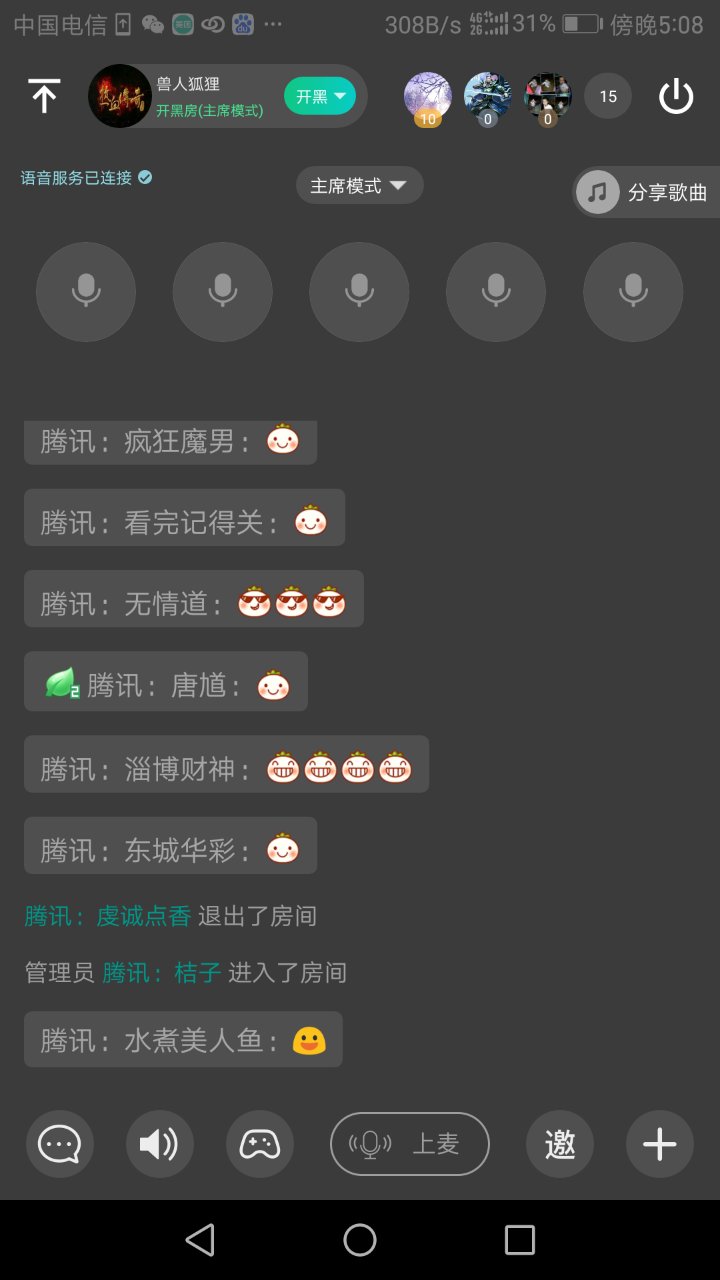 中国电信 308B/s 4G 2G 31% 傍晚5:08
兽人狐狸
开黑房(主席模式)
开黑
10 0 0 15
语音服务已连接
主席模式
分享歌曲
腾讯：疯狂魔男：
腾讯：看完记得关：
腾讯：无情道：
2 腾讯：唐馗：
腾讯：淄博财神：
腾讯：东城华彩：
腾讯：虔诚点香 退出了房间
管理员 腾讯：桔子 进入了房间
腾讯：水煮美人鱼：
上麦
邀